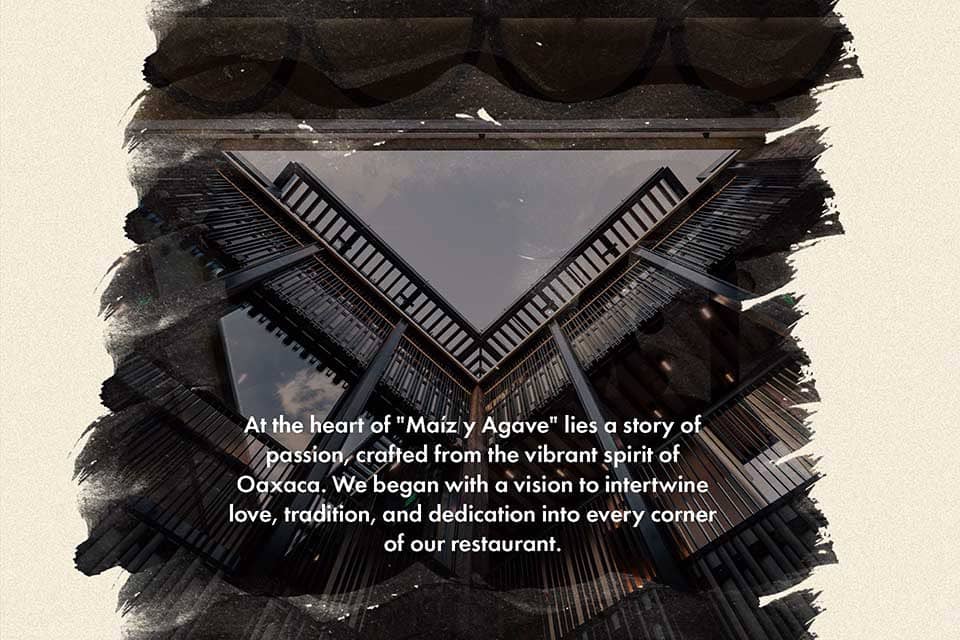 At the heart of "Maíz y Agave" lies a story of
passion, crafted from the vibrant spirit of
Oaxaca. We began with a vision to intertwine
love, tradition, and dedication into every corner
of our restaurant.